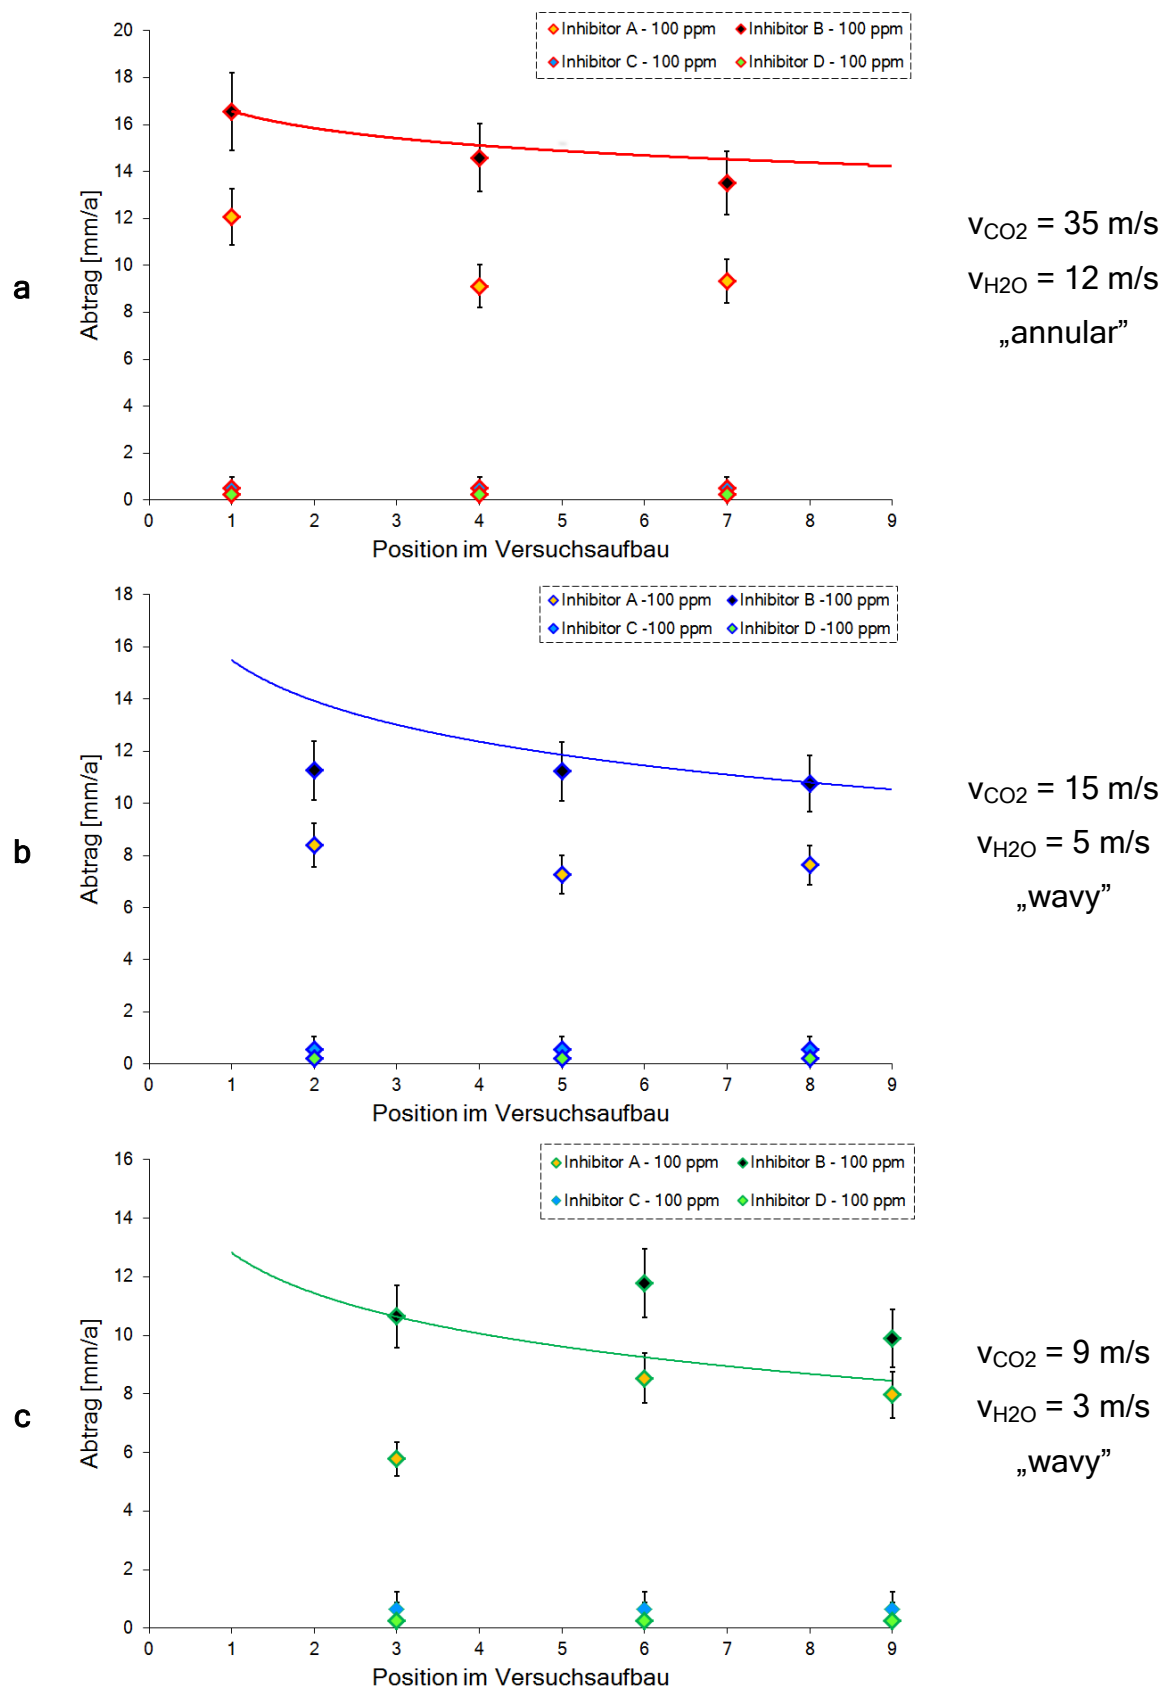 a
Abtrag [mm/a]
20
18
16
14
12
10
8
6
4
2
0
Inhibitor A - 100 ppm Inhibitor B - 100 ppm
Inhibitor C - 100 ppm Inhibitor D - 100 ppm
0 1 2 3 4 5 6 7 8 9
Position im Versuchsaufbau
vCO2 = 35 m/s
vH2O = 12 m/s
„annular”
b
Abtrag [mm/a]
18
16
14
12
10
8
6
4
2
0
Inhibitor A -100 ppm Inhibitor B -100 ppm
Inhibitor C -100 ppm Inhibitor D -100 ppm
0 1 2 3 4 5 6 7 8 9
Position im Versuchsaufbau
vCO2 = 15 m/s
vH2O = 5 m/s
„wavy”
c
Abtrag [mm/a]
16
14
12
10
8
6
4
2
0
Inhibitor A - 100 ppm Inhibitor B - 100 ppm
Inhibitor C - 100 ppm Inhibitor D - 100 ppm
0 1 2 3 4 5 6 7 8 9
Position im Versuchsaufbau
vCO2 = 9 m/s
vH2O = 3 m/s
„wavy”